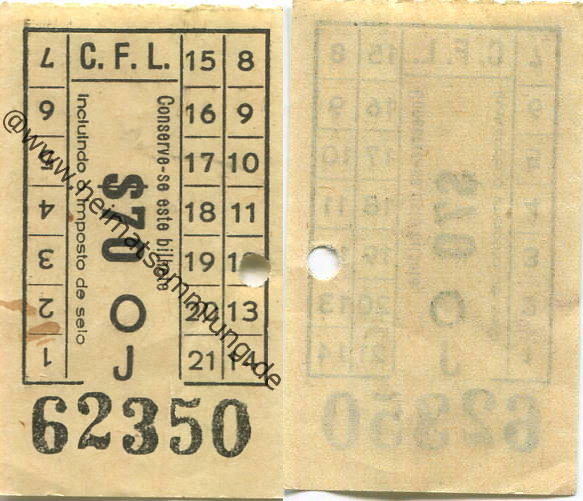 C. F. L.
7 6 5 4 3 2 1
Incluindo o imposto de selo
$70
Conserve-se este bilhete
O
J
15 8
16 9
17 10
18 11
19 12
20 13
21 14
62350
@www.heimatsammlung.de